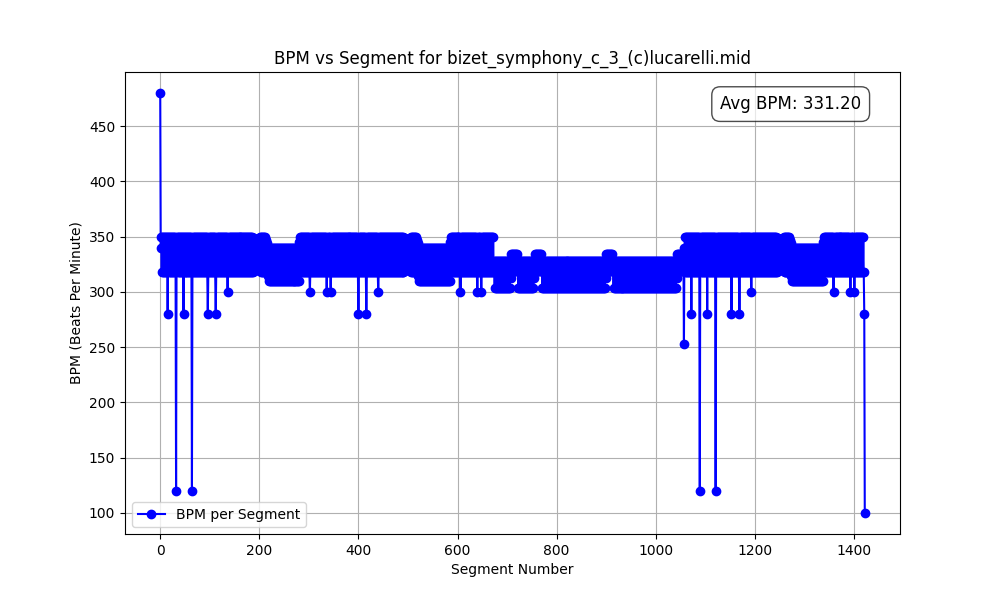 BPM vs Segment for bizet_symphony_c_3_(c)lucarelli.mid
Avg BPM: 331.20
BPM (Beats Per Minute)
450
400
350
300
250
200
150
100
BPM per Segment
0 200 400 600 800 1000 1200 1400
Segment Number